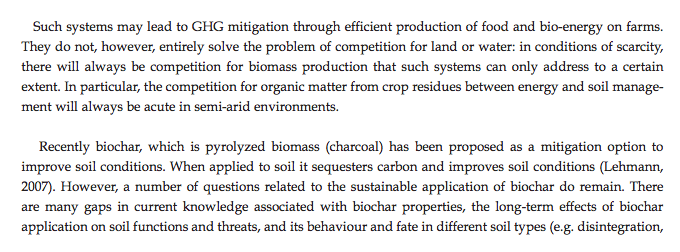 Such systems may lead to GHG mitigation through efficient production of food and bio-energy on farms.
They do not, however, entirely solve the problem of competition for land or water: in conditions of scarcity,
there will always be competition for biomass production that such systems can only address to a certain
extent. In particular, the competition for organic matter from crop residues between energy and soil manage-
ment will always be acute in semi-arid environments.
Recently biochar, which is pyrolyzed biomass (charcoal) has been proposed as a mitigation option to
improve soil conditions. When applied to soil it sequesters carbon and improves soil conditions (Lehmann,
2007). However, a number of questions related to the sustainable application of biochar do remain. There
are many gaps in current knowledge associated with biochar properties, the long-term effects of biochar
application on soil functions and threats, and its behaviour and fate in different soil types (e.g. disintegration,